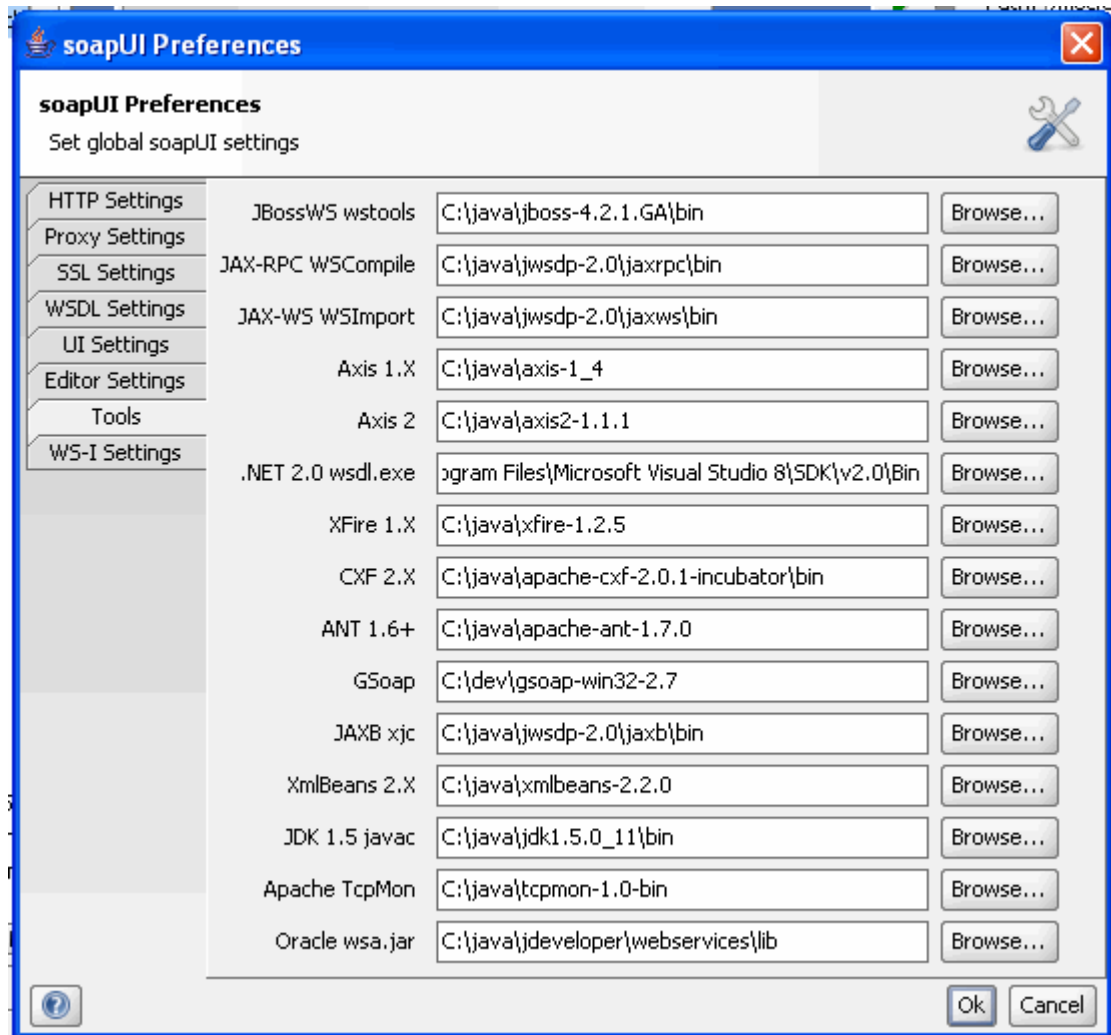 soapUI Preferences
soapUI Preferences
Set global soapUI settings
HTTP Settings
Proxy Settings
SSL Settings
WSDL Settings
UI Settings
Editor Settings
Tools
WS-I Settings
JBossWS wstools C:\java\jboss-4.2.1.GA\bin Browse...
JAX-RPC WSCompile C:\java\jwsdp-2.0\jaxrpc\bin Browse...
JAX-WS WSImport C:\java\jwsdp-2.0\jaxws\bin Browse...
Axis 1.X C:\java\axis-1_4 Browse...
Axis 2 C:\java\axis2-1.1.1 Browse...
.NET 2.0 wsdl.exe ogram Files\Microsoft Visual Studio 8\SDK\v2.0\Bin Browse...
XFire 1.X C:\java\xfire-1.2.5 Browse...
CXF 2.X C:\java\apache-cxf-2.0.1-incubator\bin Browse...
ANT 1.6+ C:\java\apache-ant-1.7.0 Browse...
GSoap C:\dev\gsoap-win32-2.7 Browse...
JAXB xjc C:\java\jwsdp-2.0\jaxb\bin Browse...
XmlBeans 2.X C:\java\xmlbeans-2.2.0 Browse...
JDK 1.5 javac C:\java\jdk1.5.0_11\bin Browse...
Apache TcpMon C:\java\tcpmon-1.0-bin Browse...
Oracle wsa.jar C:\java\jdeveloper\webservices\lib Browse...
Ok Cancel